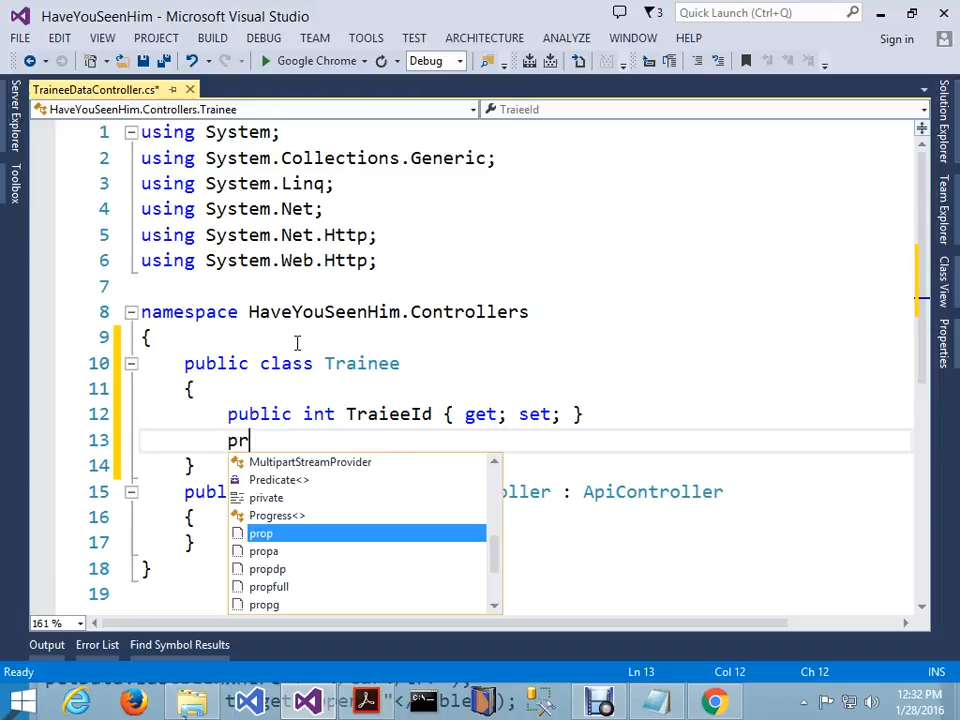 HaveYouSeenHim - Microsoft Visual Studio
3
Quick Launch (Ctrl+Q)
FILE EDIT VIEW PROJECT BUILD DEBUG TEAM TOOLS TEST ARCHITECTURE ANALYZE WINDOW HELP
Sign in
Google Chrome
Debug
TraineeDataController.cs*
HaveYouSeenHim.Controllers.Trainee
TraieeId
Server Explorer
Toolbox
Solution Explorer
Team Explorer
Class View
Properties
1 using System;
2 using System.Collections.Generic;
3 using System.Linq;
4 using System.Net;
5 using System.Net.Http;
6 using System.Web.Http;
7
8 namespace HaveYouSeenHim.Controllers
9 {
10 public class Trainee
11 {
12 public int TraieeId { get; set; }
13 pr
14 }
15 pub oller : ApiController
16 {
17 }
18 }
19
MultipartStreamProvider
Predicate<>
private
Progress<>
prop
propa
propdp
propfull
propg
161 %
Output Error List Find Symbol Results
Ready
Ln 13
Col 12
Ch 12
INS
12:32 PM
1/28/2016